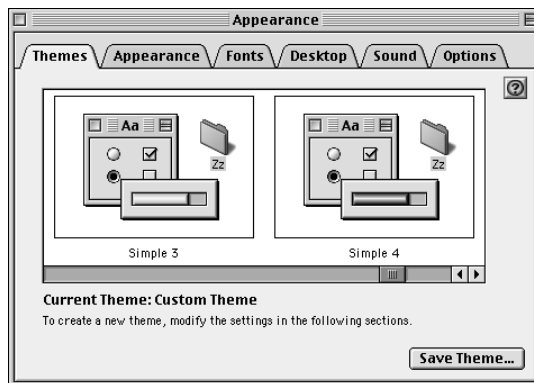 Appearance
Themes Appearance Fonts Desktop Sound Options
Aa Aa
Zz Zz
Simple 3 Simple 4
Current Theme: Custom Theme
To create a new theme, modify the settings in the following sections.
Save Theme...